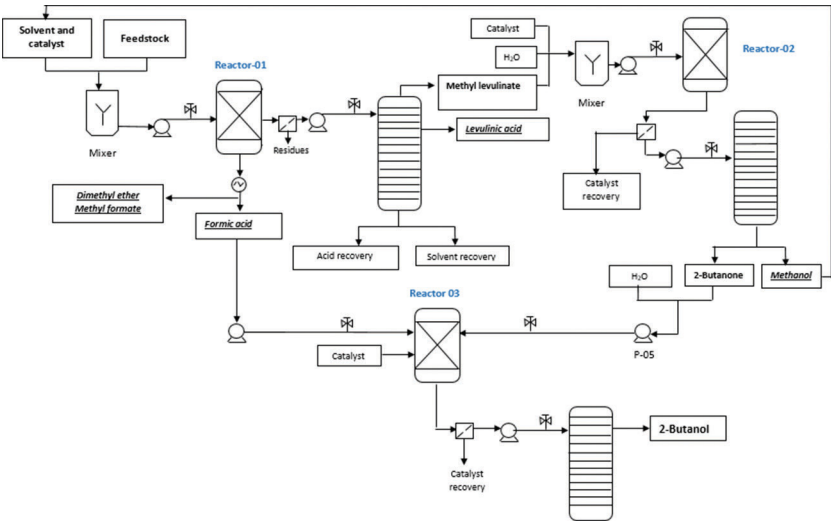 Solvent and
catalyst
Feedstock
Reactor-01
Mixer
Residues
Dimethyl ether
Methyl formate
Formic acid
Methyl levulinate
Levulinic acid
Acid recovery
Solvent recovery
Catalyst
H₂O
Mixer
Reactor-02
Catalyst
recovery
H₂O
2-Butanone
Methanol
Reactor 03
P-05
Catalyst
Catalyst
recovery
2-Butanol